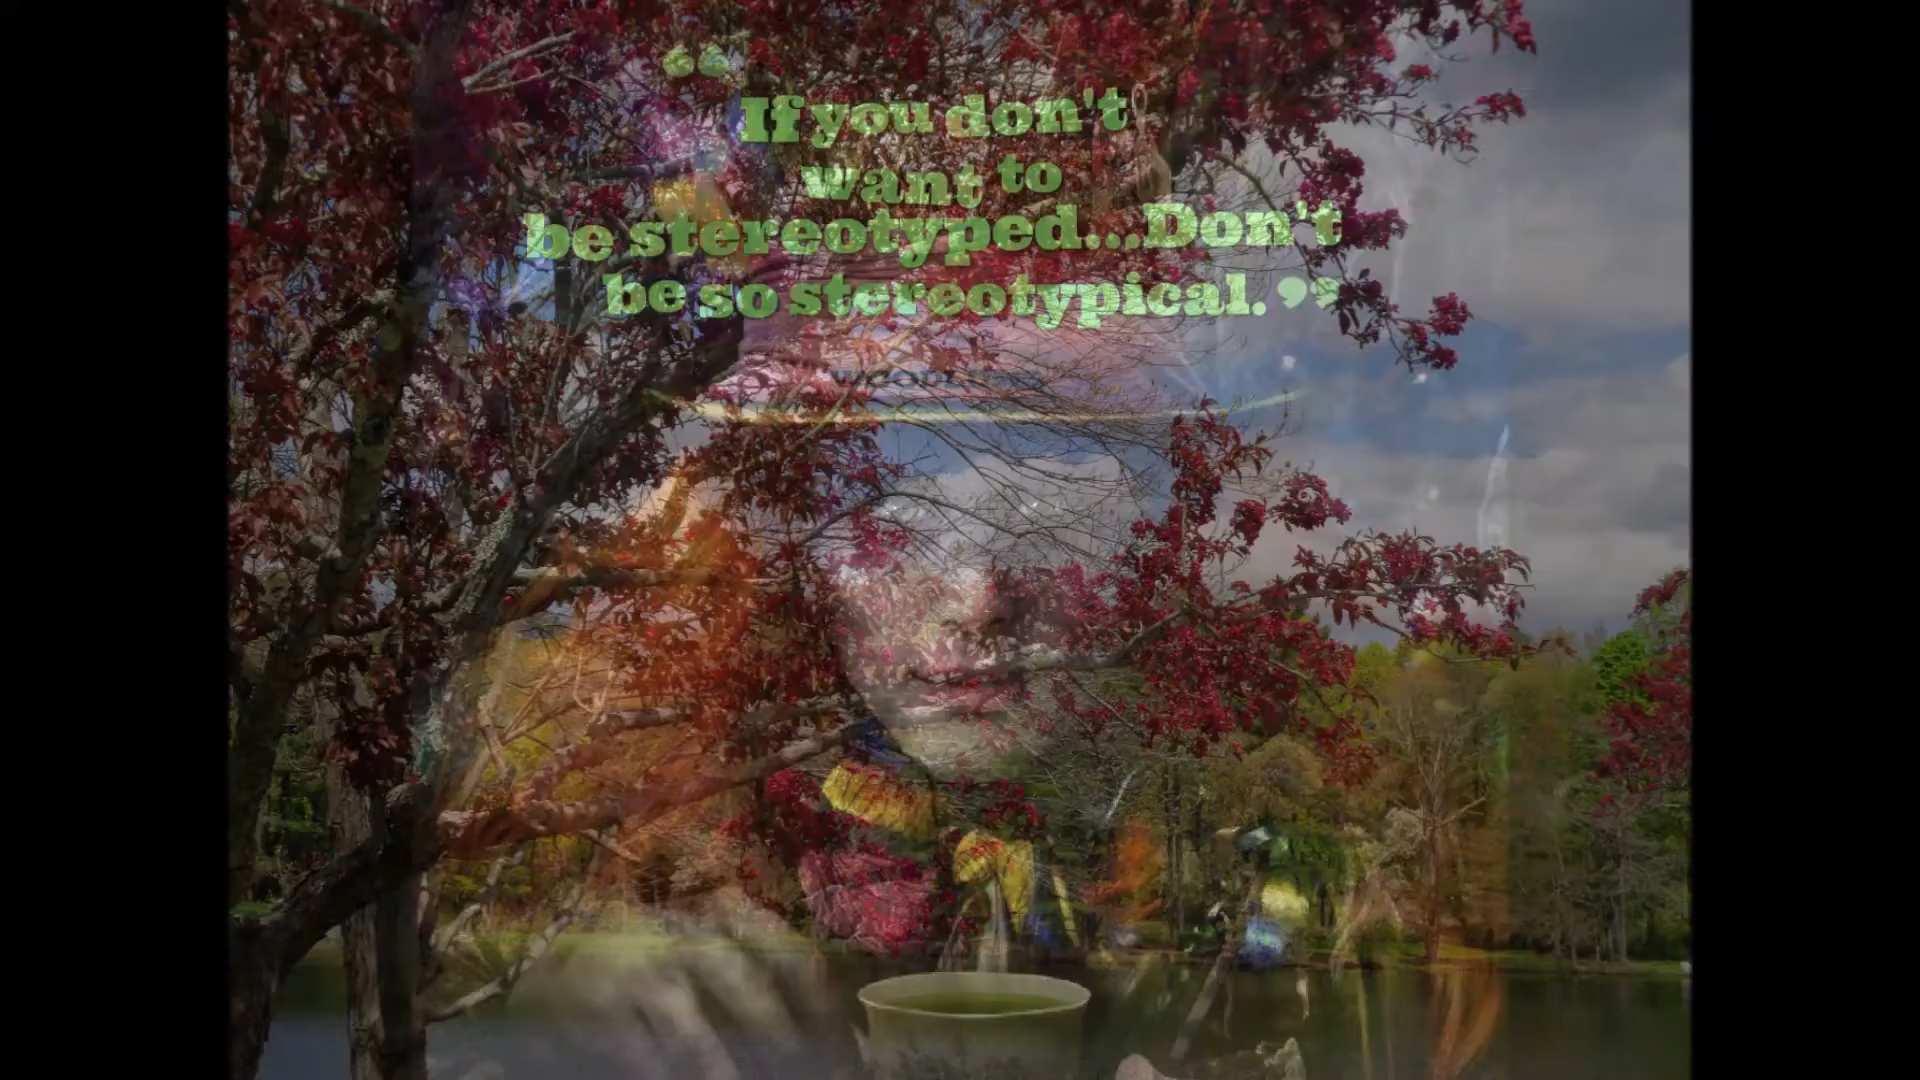 “
If you don't
want to
be stereotyped...Don't
be so stereotypical.”